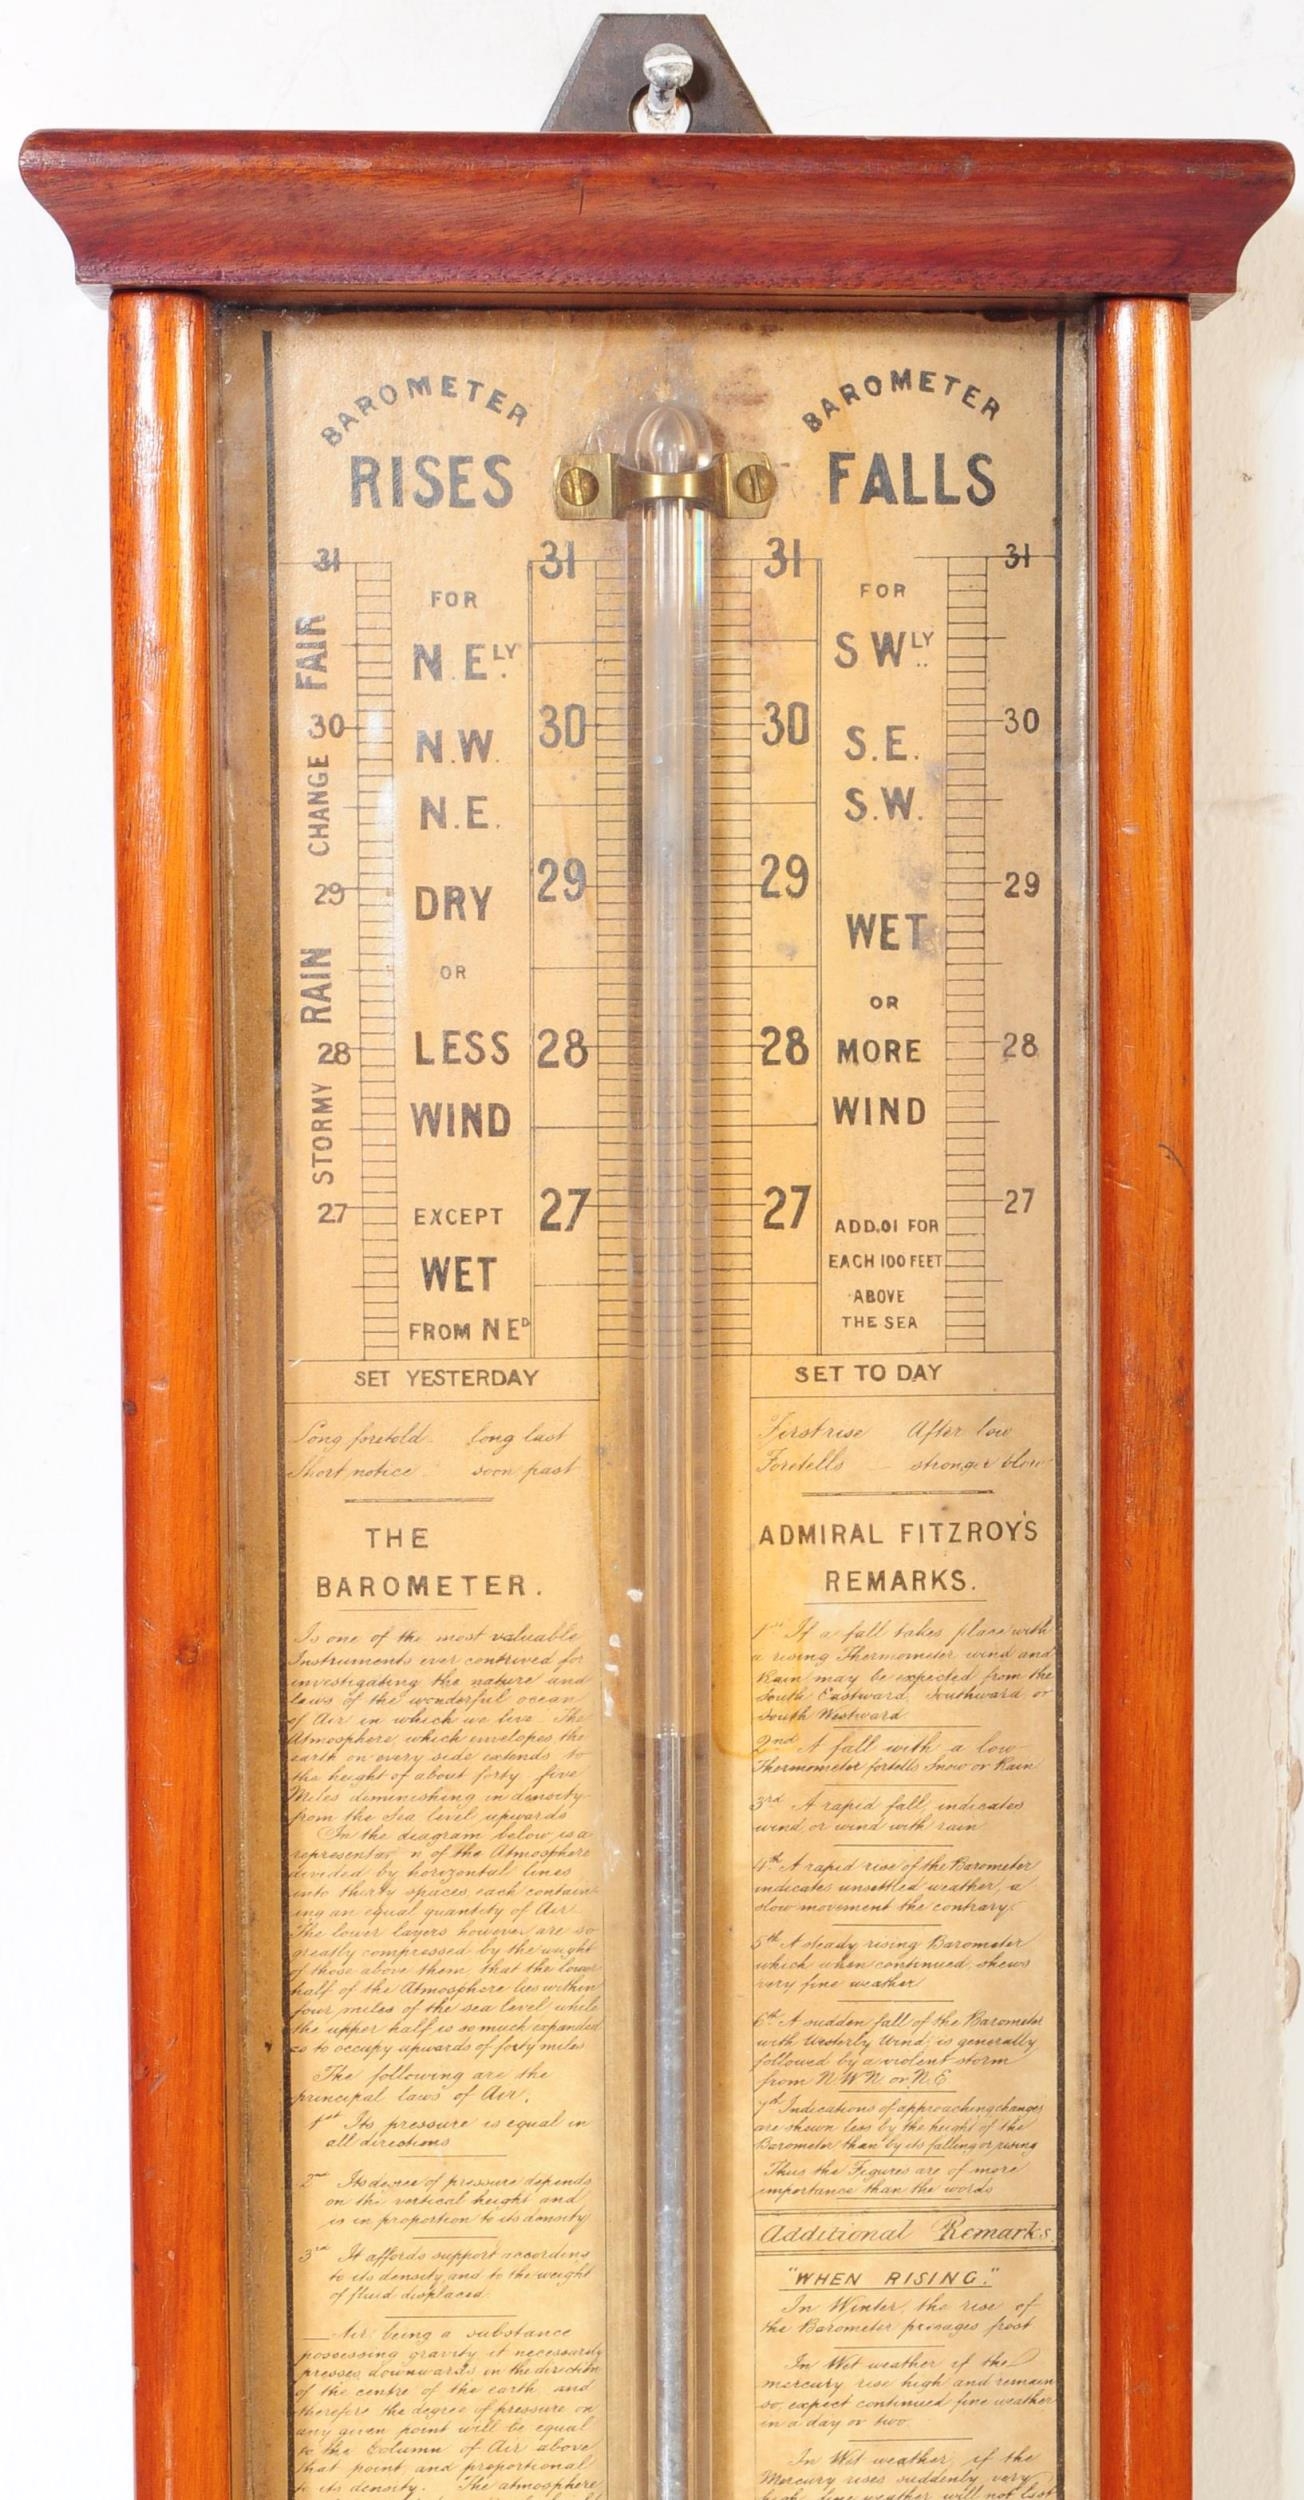 BAROMETER
RISES
31
FOR
N.E.LY
N.W.
N.E.
DRY
OR
LESS
WIND
EXCEPT
WET
FROM N ED
FAIR
30
CHANGE
29
RAIN
28
STORMY
27
31
30
29
28
27
SET YESTERDAY
BAROMETER
FALLS
31
30
29
28
27
FOR
S WLY
S.E.
S.W.
WET
OR
MORE
WIND
ADD.01 FOR
EACH 100 FEET
ABOVE
THE SEA
31
30
29
28
27
SET TO DAY
Long foretold long last
Short notice soon past
THE
BAROMETER.
Is one of the most valuable
Instruments ever contrived for
investigating the nature and
laws of the wonderful ocean
of Air in which we live. The
Atmosphere, which envelopes, the
earth on every side extends to
the height of about forty five
Miles diminishing in density
from the Sea level upwards
In the diagram below is a
of the Atmosphere
divided by horizontal lines
into thirty spaces, each contain-
ing an equal quantity of Air.
The lower layers however are so
greatly compressed by the weight
of those above them that the lower
half of the Atmosphere lies within
four miles of the sea level, while
the upper half is so much expanded
as to occupy upwards of forty miles
The following are the
principal laws of Air.
1st Its pressure is equal in
all directions
2nd Its degree of pressure depends
on the vertical height and
is in proportion to its density
3rd It affords support
to its density and to the weight
of fluid displaced
Air being a substance
possessing gravity it necessarily
presses downwards in the direction
of the centre of the earth and
therefore the degree of pressure on
any given point will be equal
to the Column of Air above
that point and proportional
to its density. The atmosphere
First rise After low
Foretells — stronger blow
ADMIRAL FITZROY'S
REMARKS.
1st If a fall takes place with
a rising Thermometer wind and
Rain may be expected from the
South Eastward, Southward, or
South Westward
2nd A fall with a low
Thermometer fortells Snow or Rain
3rd A rapid fall, indicates
wind, or wind with rain
4th A rapid rise of the Barometer
indicates unsettled weather, a
slow movement the contrary.
5th A steady rising Barometer
which when continued, shews
very fine weather
6th A sudden fall of the Barometer
with Westerly Wind, is generally
followed by a violent storm
from N.W N. or N.E
7th Indications of approaching changes
are shewn less by the height of the
Barometer than by its falling or rising
Thus the Figures are of more
importance than the words
Additional Remarks.
"WHEN RISING."
In Winter, the rise of
the Barometer presages frost
In Wet weather if the
mercury rise high and remain
so, expect continued fine weather
in a day or two.
In Wet weather, if the
Mercury rises suddenly very
high, fine weather will not last